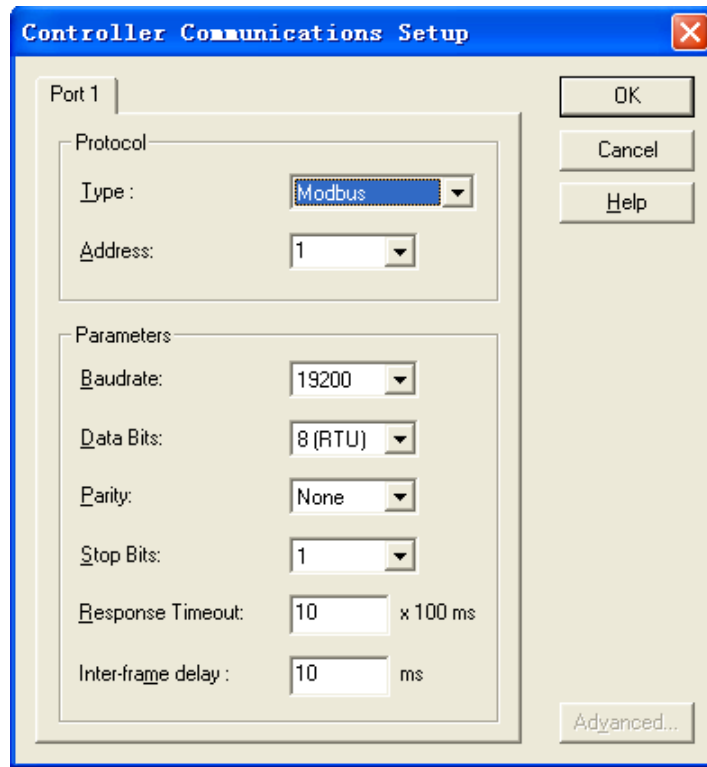 Controller Communications Setup
Port 1
OK
Protocol
Cancel
Type :
Modbus
Help
Address:
1
Parameters
Baudrate:
19200
Data Bits:
8 (RTU)
Parity:
None
Stop Bits:
1
Response Timeout:
10
x 100 ms
Inter-frame delay :
10
ms
Advanced...